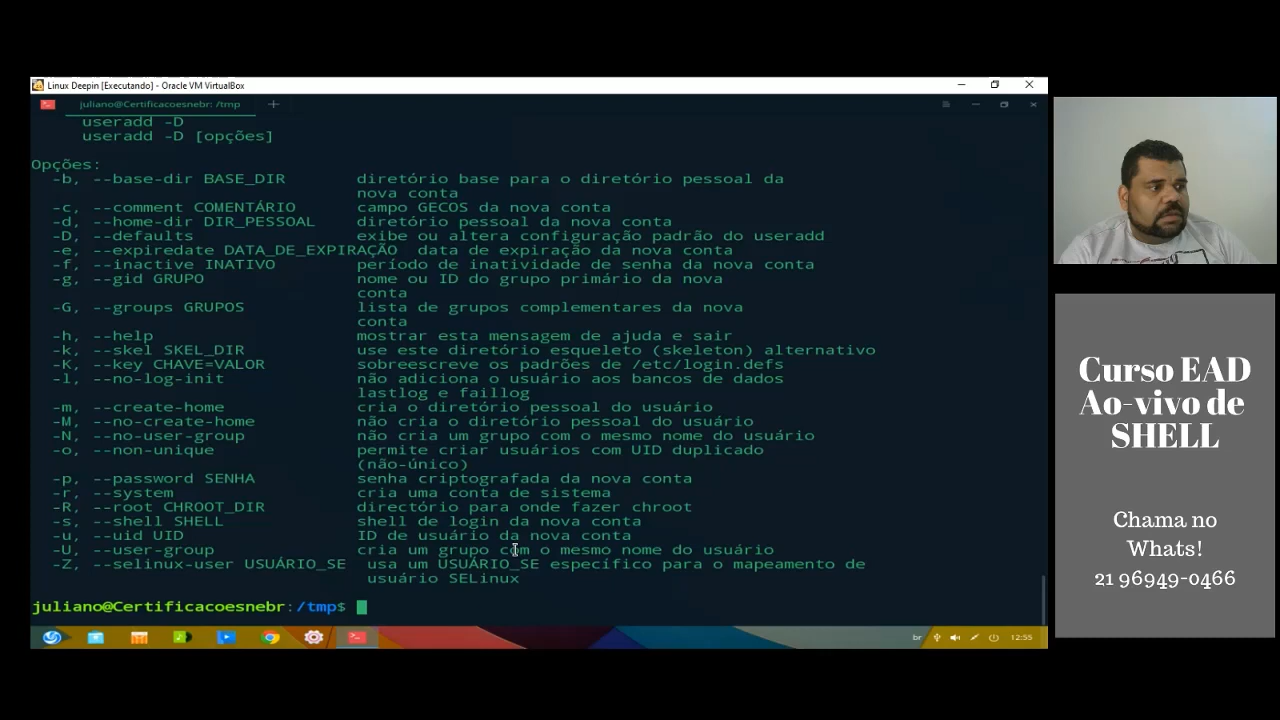 Linux Deepin [Executando] - Oracle VM VirtualBox
juliano@Certificacoesnebr: /tmp
useradd -D
useradd -D [opções]
Opções:
-b, --base-dir BASE_DIR diretório base para o diretório pessoal da
nova conta
-c, --comment COMENTÁRIO campo GECOS da nova conta
-d, --home-dir DIR_PESSOAL diretório pessoal da nova conta
-D, --defaults exibe ou altera configuração padrão do useradd
-e, --expiredate DATA_DE_EXPIRAÇÃO data de expiração da nova conta
-f, --inactive INATIVO período de inatividade de senha da nova conta
-g, --gid GRUPO nome ou ID do grupo primário da nova
conta
-G, --groups GRUPOS lista de grupos complementares da nova
conta
-h, --help mostrar esta mensagem de ajuda e sair
-k, --skel SKEL_DIR use este diretório esqueleto (skeleton) alternativo
-K, --key CHAVE=VALOR sobreescreve os padrões de /etc/login.defs
-l, --no-log-init não adiciona o usuário aos bancos de dados
lastlog e faillog
-m, --create-home cria o diretório pessoal do usuário
-M, --no-create-home não cria o diretório pessoal do usuário
-N, --no-user-group não cria um grupo com o mesmo nome do usuário
-o, --non-unique permite criar usuários com UID duplicado
(não-único)
-p, --password SENHA senha criptografada da nova conta
-r, --system cria uma conta de sistema
-R, --root CHROOT_DIR directório para onde fazer chroot
-s, --shell SHELL shell de login da nova conta
-u, --uid UID ID de usuário da nova conta
-U, --user-group cria um grupo com o mesmo nome do usuário
-Z, --selinux-user USUÁRIO_SE usa um USUÁRIO_SE específico para o mapeamento de
usuário SELinux
juliano@Certificacoesnebr:/tmp$
br 12:55
Curso EAD
Ao-vivo de
SHELL
Chama no
Whats!
21 96949-0466